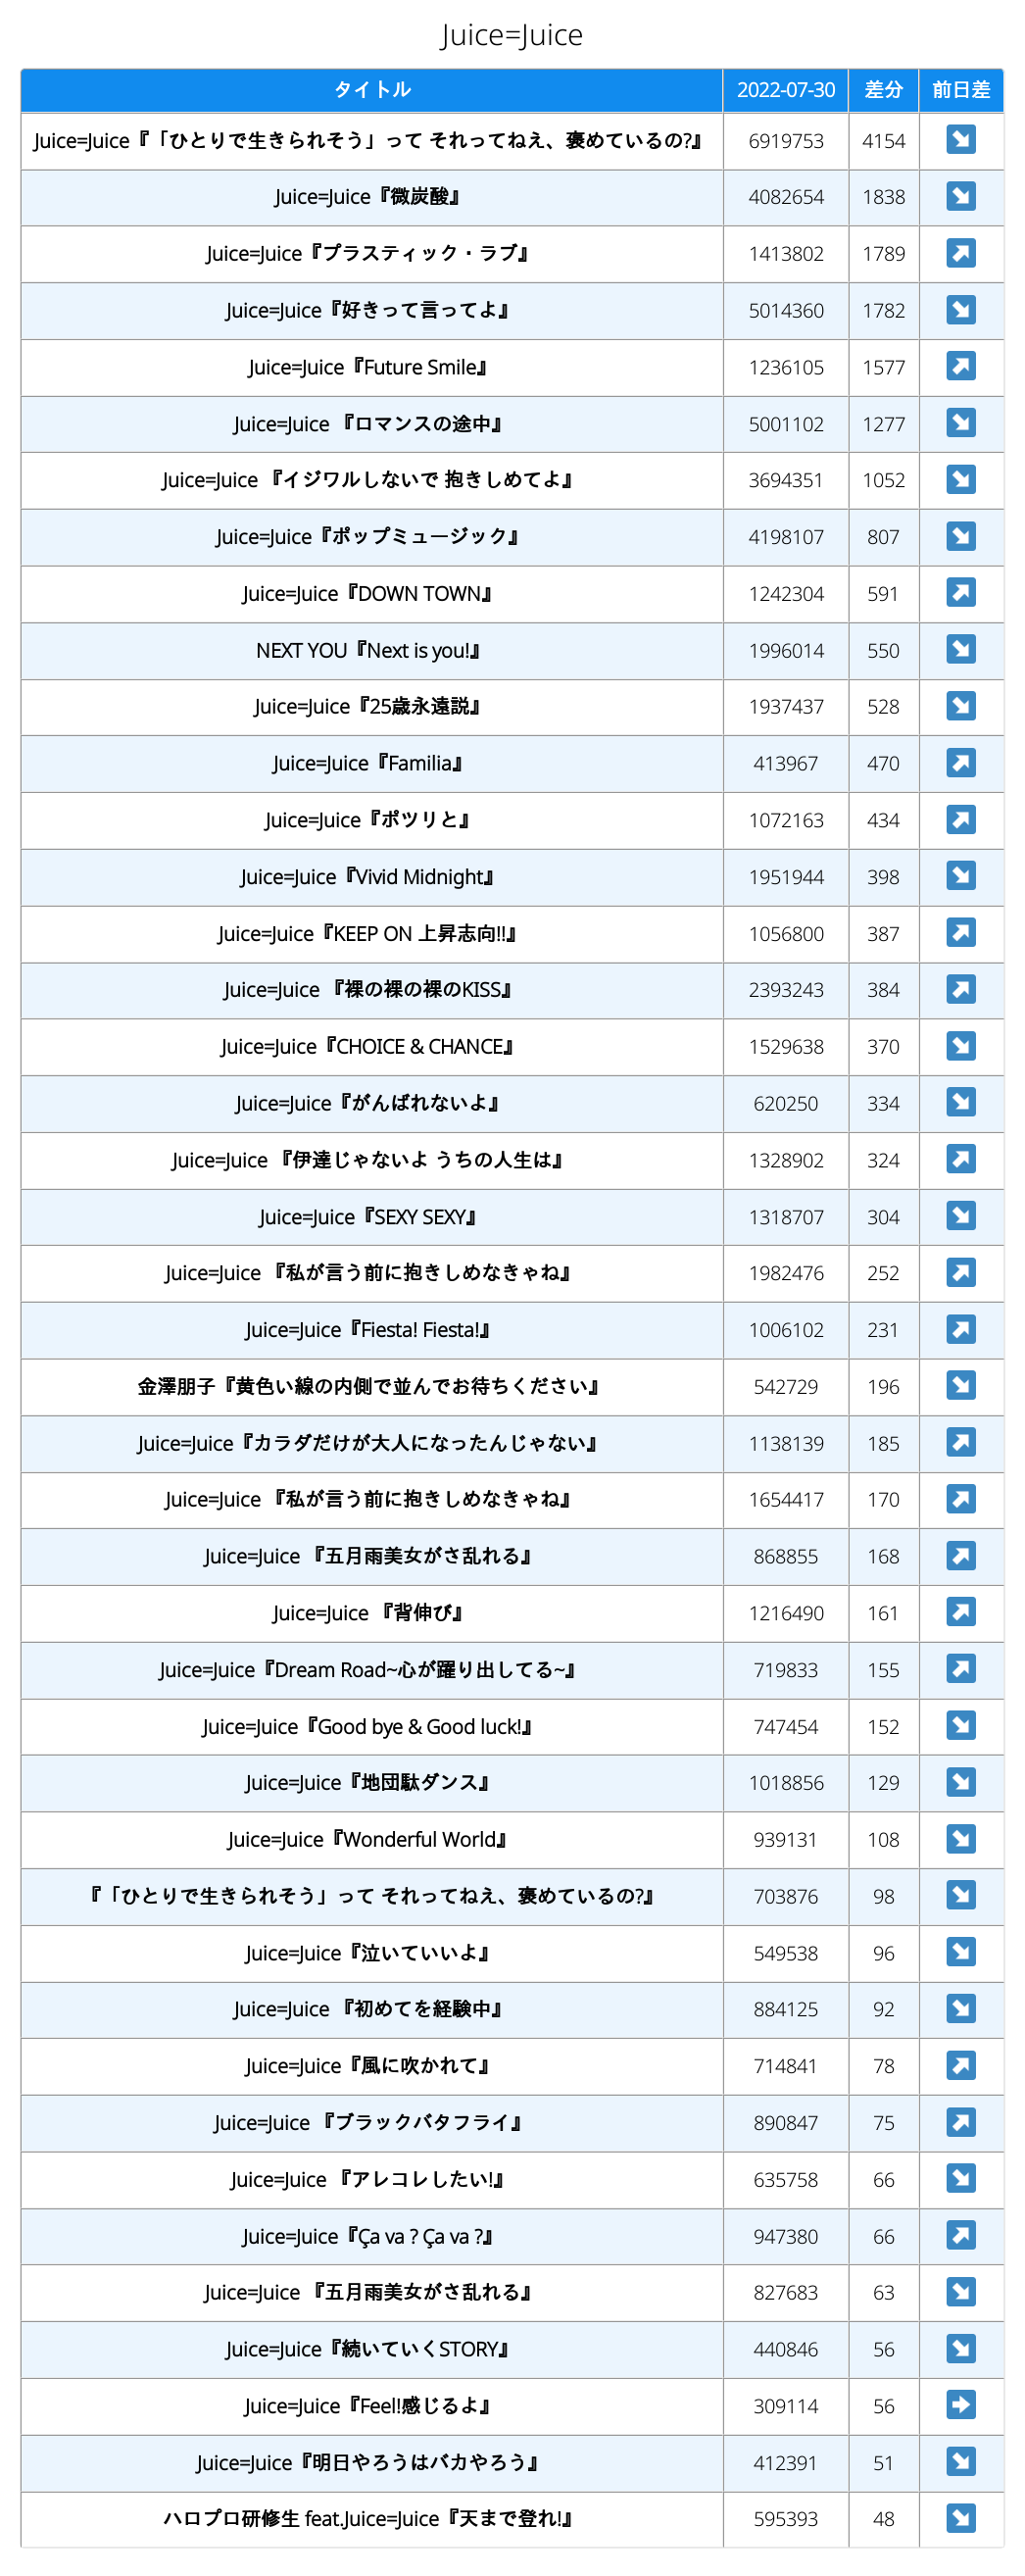 Juice=Juice
タイトル 2022-07-30 差分 前日差
Juice=Juice『「ひとりで生きられそう」って それってねえ、褒めているの?』 6919753 4154 ↘
Juice=Juice『微炭酸』 4082654 1838 ↘
Juice=Juice『プラスティック・ラブ』 1413802 1789 ↗
Juice=Juice『好きって言ってよ』 5014360 1782 ↘
Juice=Juice『Future Smile』 1236105 1577 ↗
Juice=Juice 『ロマンスの途中』 5001102 1277 ↘
Juice=Juice 『イジワルしないで 抱きしめてよ』 3694351 1052 ↘
Juice=Juice『ポップミュージック』 4198107 807 ↘
Juice=Juice『DOWN TOWN』 1242304 591 ↗
NEXT YOU『Next is you!』 1996014 550 ↘
Juice=Juice『25歳永遠説』 1937437 528 ↘
Juice=Juice『Familia』 413967 470 ↗
Juice=Juice『ポツリと』 1072163 434 ↗
Juice=Juice『Vivid Midnight』 1951944 398 ↘
Juice=Juice『KEEP ON 上昇志向!!』 1056800 387 ↗
Juice=Juice 『裸の裸の裸のKISS』 2393243 384 ↗
Juice=Juice『CHOICE & CHANCE』 1529638 370 ↘
Juice=Juice『がんばれないよ』 620250 334 ↘
Juice=Juice 『伊達じゃないよ うちの人生は』 1328902 324 ↗
Juice=Juice『SEXY SEXY』 1318707 304 ↘
Juice=Juice 『私が言う前に抱きしめなきゃね』 1982476 252 ↗
Juice=Juice『Fiesta! Fiesta!』 1006102 231 ↗
金澤朋子『黄色い線の内側で並んでお待ちください』 542729 196 ↘
Juice=Juice『カラダだけが大人になったんじゃない』 1138139 185 ↗
Juice=Juice 『私が言う前に抱きしめなきゃね』 1654417 170 ↗
Juice=Juice 『五月雨美女がさ乱れる』 868855 168 ↗
Juice=Juice 『背伸び』 1216490 161 ↗
Juice=Juice『Dream Road~心が躍り出してる~』 719833 155 ↗
Juice=Juice『Good bye & Good luck!』 747454 152 ↘
Juice=Juice『地団駄ダンス』 1018856 129 ↘
Juice=Juice『Wonderful World』 939131 108 ↘
『「ひとりで生きられそう」って それってねえ、褒めているの?』 703876 98 ↘
Juice=Juice『泣いていいよ』 549538 96 ↘
Juice=Juice 『初めてを経験中』 884125 92 ↘
Juice=Juice『風に吹かれて』 714841 78 ↗
Juice=Juice 『ブラックバタフライ』 890847 75 ↗
Juice=Juice 『アレコレしたい!』 635758 66 ↘
Juice=Juice『Ça va ? Ça va ?』 947380 66 ↗
Juice=Juice 『五月雨美女がさ乱れる』 827683 63 ↘
Juice=Juice『続いていくSTORY』 440846 56 ↘
Juice=Juice『Feel!感じるよ』 309114 56 ➡
Juice=Juice『明日やろうはバカやろう』 412391 51 ↘
ハロプロ研修生 feat.Juice=Juice『天まで登れ!』 595393 48 ↘